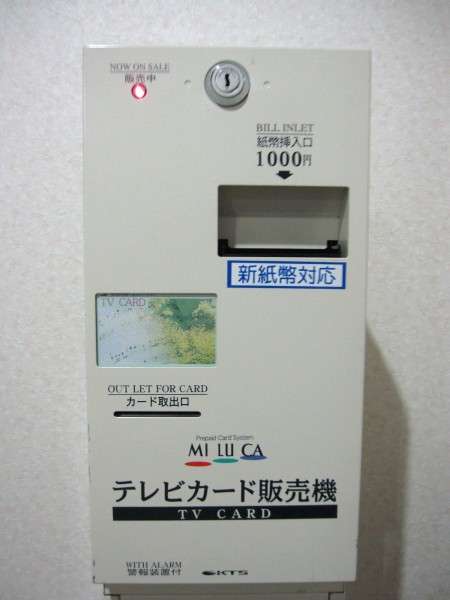 NOW ON SALE
販売中
BILL INLET
紙幣挿入口
1000円
新紙幣対応
TV CARD
OUT LET FOR CARD
カード取出口
Prepaid Card System
MI LU CA
テレビカード販売機
TV CARD
WITH ALARM
警報装置付
KTS